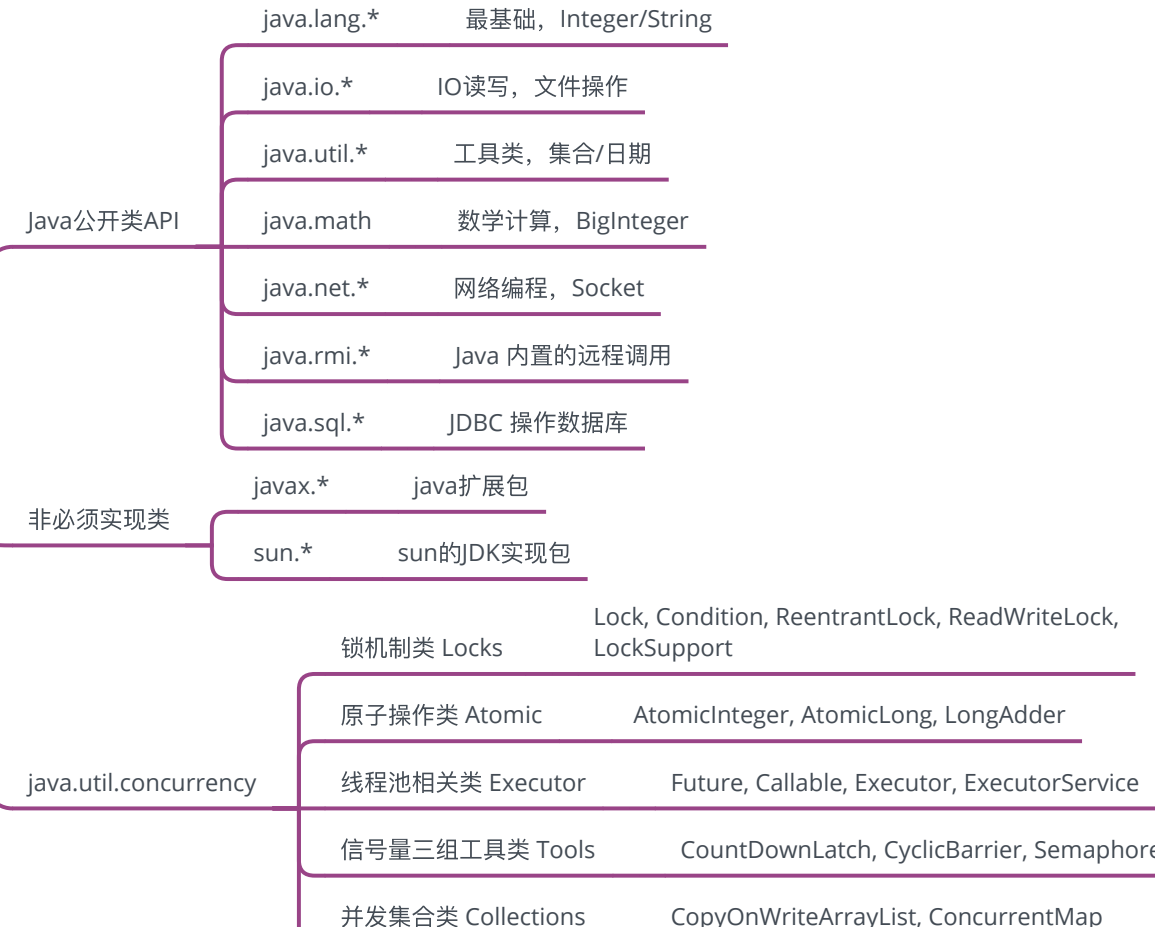 java.lang.* 最基础，Integer/String
java.io.* IO读写，文件操作
java.util.* 工具类，集合/日期
Java公开类API java.math 数学计算，BigInteger
java.net.* 网络编程，Socket
java.rmi.* Java 内置的远程调用
java.sql.* JDBC 操作数据库
javax.* java扩展包
非必须实现类
sun.* sun的JDK实现包
Lock, Condition, ReentrantLock, ReadWriteLock,
锁机制类 Locks LockSupport
原子操作类 Atomic AtomicInteger, AtomicLong, LongAdder
java.util.concurrency 线程池相关类 Executor Future, Callable, Executor, ExecutorService
信号量三组工具类 Tools CountDownLatch, CyclicBarrier, Semaphore
并发集合类 Collections CopyOnWriteArrayList, ConcurrentMap